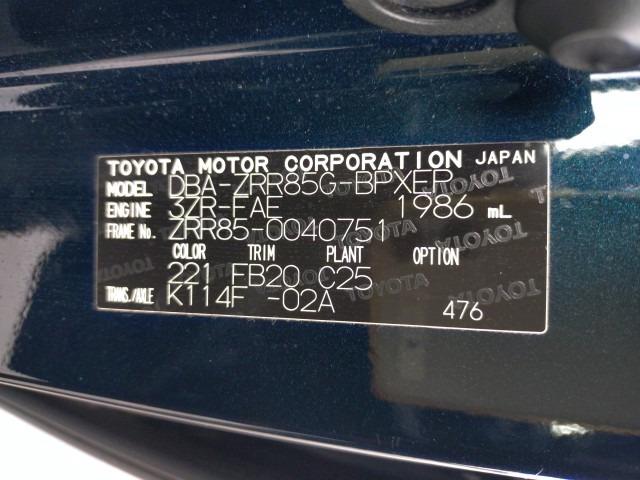 TOYOTA MOTOR CORPORATION JAPAN
MODEL DBA-ZRR85G-BPXEP
ENGINE 3ZR-FAE 1986 mL
FRAME No. ZRR85-0040751
COLOR TRIM PLANT OPTION
221 FB20 C25
TRANS./AXLE K114F -02A 476